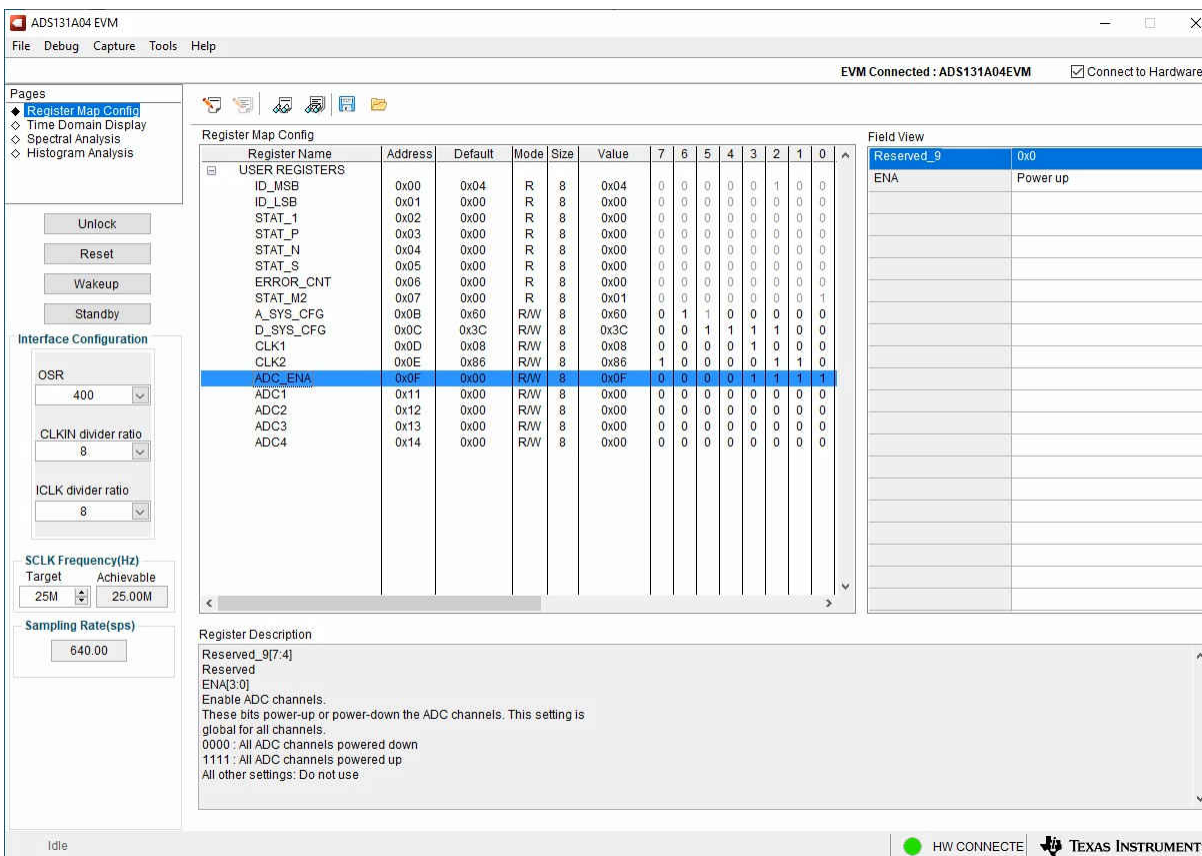 ADS131A04 EVM
File Debug Capture Tools Help
EVM Connected : ADS131A04EVM Connect to Hardware
Pages
Register Map Config
Time Domain Display
Spectral Analysis
Histogram Analysis
Unlock
Reset
Wakeup
Standby
Interface Configuration
OSR
400
CLKIN divider ratio
8
ICLK divider ratio
8
SCLK Frequency(Hz)
Target Achievable
25M 25.00M
Sampling Rate(sps)
640.00
Register Map Config
Register Name Address Default Mode Size Value 7 6 5 4 3 2 1 0
USER REGISTERS
ID_MSB 0x00 0x04 R 8 0x04 0 0 0 0 0 1 0 0
ID_LSB 0x01 0x00 R 8 0x00 0 0 0 0 0 0 0 0
STAT_1 0x02 0x00 R 8 0x00 0 0 0 0 0 0 0 0
STAT_P 0x03 0x00 R 8 0x00 0 0 0 0 0 0 0 0
STAT_N 0x04 0x00 R 8 0x00 0 0 0 0 0 0 0 0
STAT_S 0x05 0x00 R 8 0x00 0 0 0 0 0 0 0 0
ERROR_CNT 0x06 0x00 R 8 0x00 0 0 0 0 0 0 0 0
STAT_M2 0x07 0x00 R 8 0x01 0 0 0 0 0 0 0 1
A_SYS_CFG 0x0B 0x60 R/W 8 0x60 0 1 1 0 0 0 0 0
D_SYS_CFG 0x0C 0x3C R/W 8 0x3C 0 0 1 1 1 1 0 0
CLK1 0x0D 0x08 R/W 8 0x08 0 0 0 0 1 0 0 0
CLK2 0x0E 0x86 R/W 8 0x86 1 0 0 0 0 1 1 0
ADC_ENA 0x0F 0x00 R/W 8 0x0F 0 0 0 0 1 1 1 1
ADC1 0x11 0x00 R/W 8 0x00 0 0 0 0 0 0 0 0
ADC2 0x12 0x00 R/W 8 0x00 0 0 0 0 0 0 0 0
ADC3 0x13 0x00 R/W 8 0x00 0 0 0 0 0 0 0 0
ADC4 0x14 0x00 R/W 8 0x00 0 0 0 0 0 0 0 0
Field View
Reserved_9 0x0
ENA Power up
Register Description
Reserved_9[7:4]
Reserved
ENA[3:0]
Enable ADC channels.
These bits power-up or power-down the ADC channels. This setting is
global for all channels.
0000 : All ADC channels powered down
1111 : All ADC channels powered up
All other settings: Do not use
Idle
HW CONNECTE
TEXAS INSTRUMENT